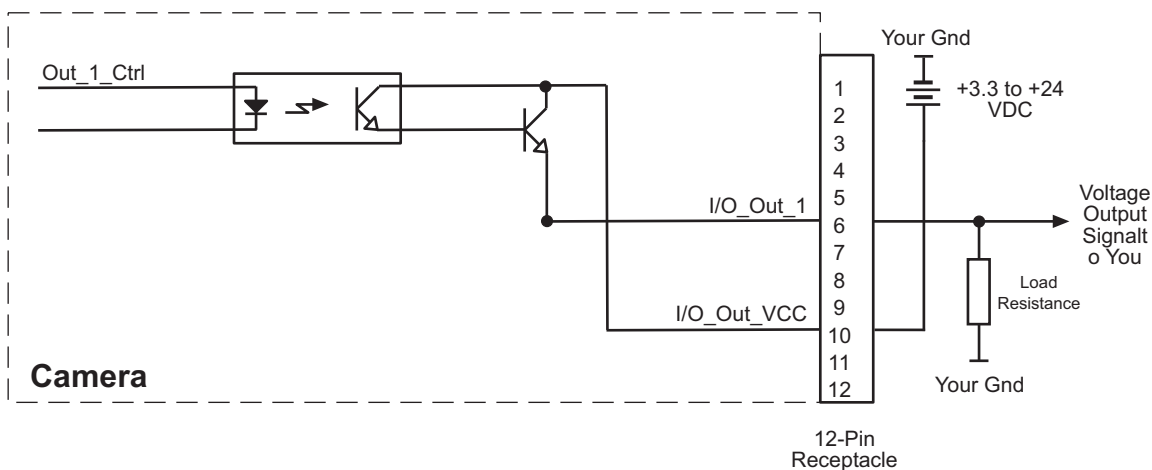 Out_1_Ctrl
I/O_Out_1
I/O_Out_VCC
Camera
1
2
3
4
5
6
7
8
9
10
11
12
12-Pin
Receptacle
Your Gnd
+3.3 to +24
VDC
Voltage
Output
Signalt
o You
Load
Resistance
Your Gnd